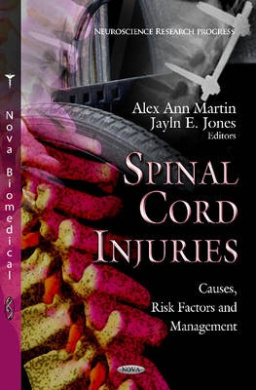 Neuroscience Research Progress
Alex Ann Martin
Jayln E. Jones
Editors
Spinal
Cord
Injuries
Causes,
Risk Factors and
Management
Nova Biomedical
NOVA